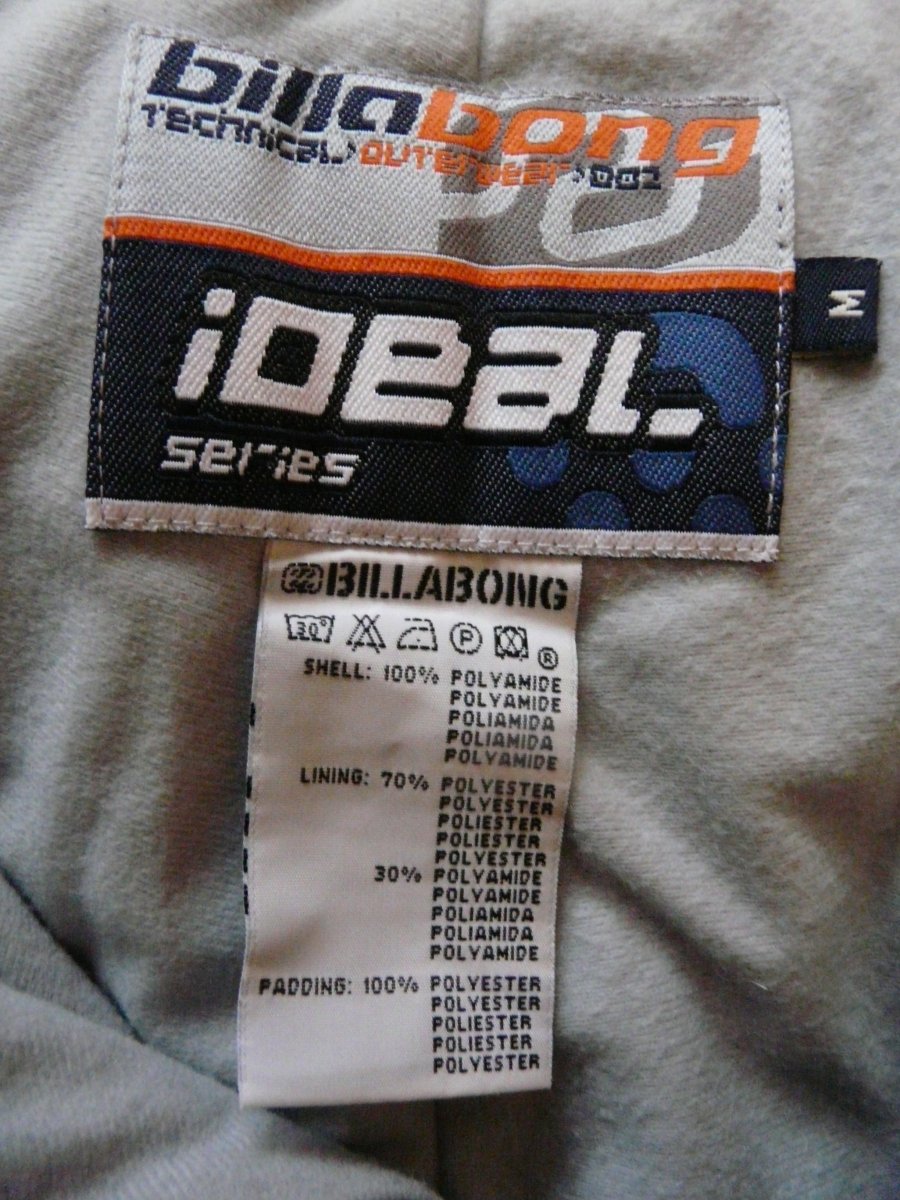 billabong
TECHNICAL>OUTERWEAR>002
iDEAL.
series
M
BILLABONG
30° P ®
SHELL: 100% POLYAMIDE
POLYAMIDE
POLIAMIDA
POLIAMIDA
POLYAMIDE
LINING: 70% POLYESTER
POLYESTER
POLIESTER
POLIESTER
POLYESTER
30% POLYAMIDE
POLYAMIDE
POLIAMIDA
POLIAMIDA
POLYAMIDE
PADDING: 100% POLYESTER
POLYESTER
POLIESTER
POLIESTER
POLYESTER